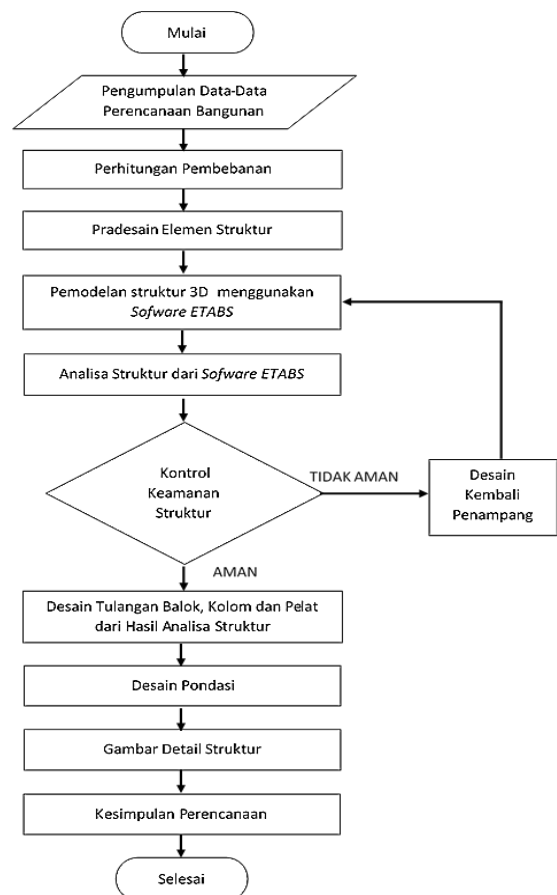 Mulai
Pengumpulan Data-Data
Perencanaan Bangunan
Perhitungan Pembebanan
Pradesain Elemen Struktur
Pemodelan struktur 3D menggunakan
Sofware ETABS
Analisa Struktur dari Sofware ETABS
Kontrol
Keamanan
Struktur
TIDAK AMAN
Desain
Kembali
Penampang
AMAN
Desain Tulangan Balok, Kolom dan Pelat
dari Hasil Analisa Struktur
Desain Pondasi
Gambar Detail Struktur
Kesimpulan Perencanaan
Selesai